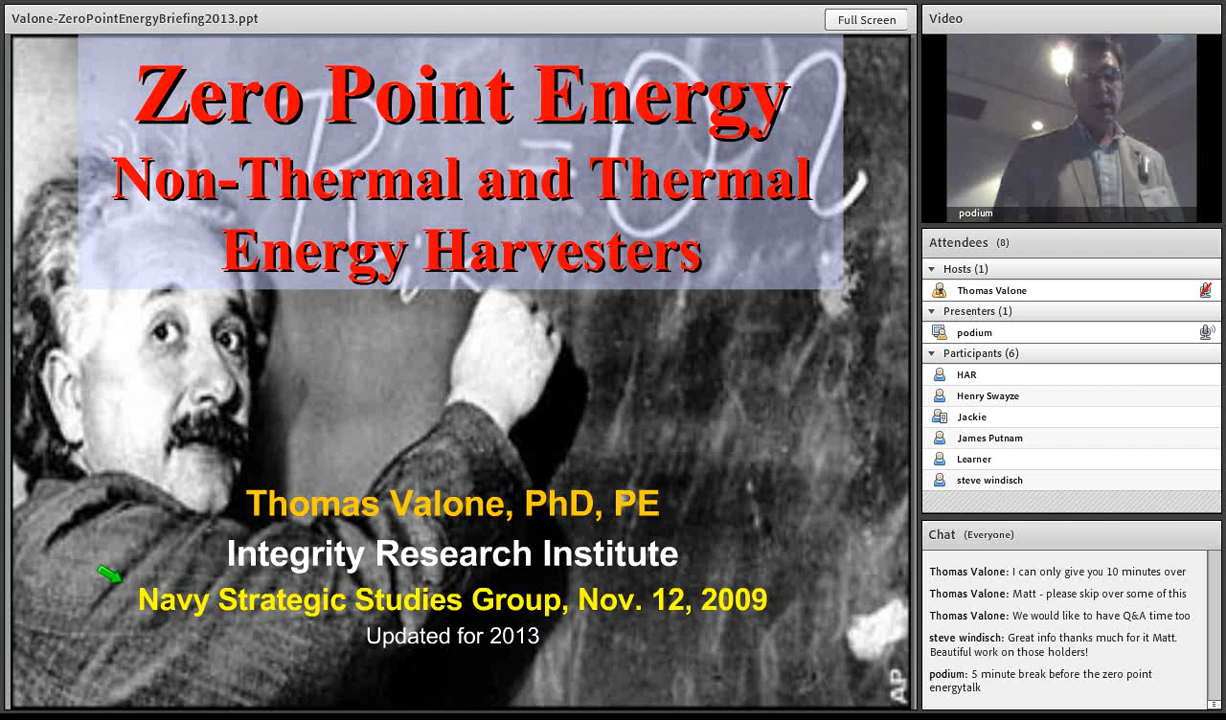 Valone-ZeroPointEnergyBriefing2013.ppt
Full Screen
Zero Point Energy
Non-Thermal and Thermal
Energy Harvesters
Thomas Valone, PhD, PE
Integrity Research Institute
Navy Strategic Studies Group, Nov. 12, 2009
Updated for 2013
AP
Video
podium
Attendees (8)
Hosts (1)
Thomas Valone
Presenters (1)
podium
Participants (6)
HAR
Henry Swayze
Jackie
James Putnam
Learner
steve windisch
Chat (Everyone)
Thomas Valone: I can only give you 10 minutes over
Thomas Valone: Matt - please skip over some of this
Thomas Valone: We would like to have Q&A time too
steve windisch: Great info thanks much for it Matt.
Beautiful work on those holders!
podium: 5 minute break before the zero point
energytalk